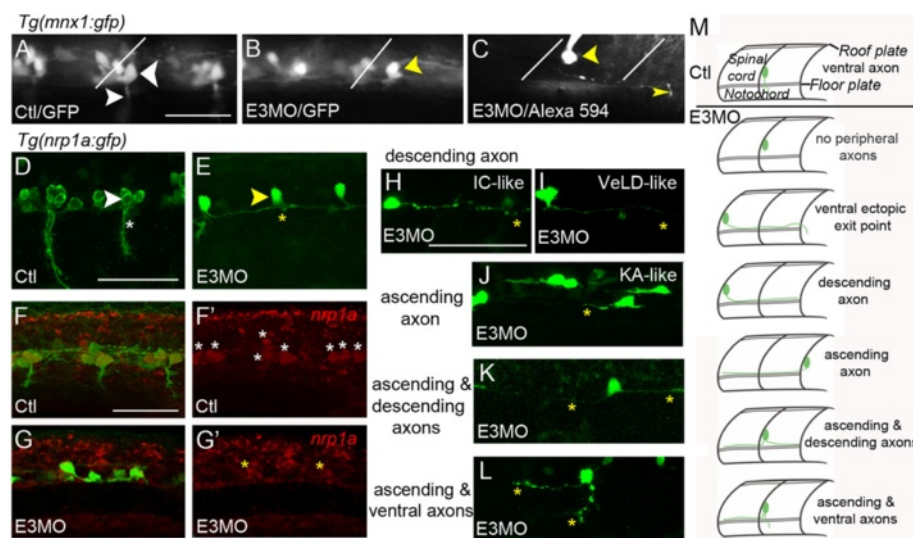 Tg(mnx1:gfp)
A
Ctl/GFP
B
E3MO/GFP
C
E3MO/Alexa 594
Tg(nrp1a:gfp)
D
Ctl
E
E3MO
F
Ctl
F'
nrp1a
Ctl
G
E3MO
G'
nrp1a
E3MO
descending axon
H
IC-like
I
VeLD-like
ascending
axon
J
KA-like
E3MO
ascending &
descending
axons
K
E3MO
ascending &
ventral axons
L
E3MO
M
Ctl
Spinal
cord
Notochord
Roof plate
ventral axon
Floor plate
E3MO
no peripheral
axons
ventral ectopic
exit point
descending
axon
ascending
axon
ascending &
descending axons
ascending &
ventral axons